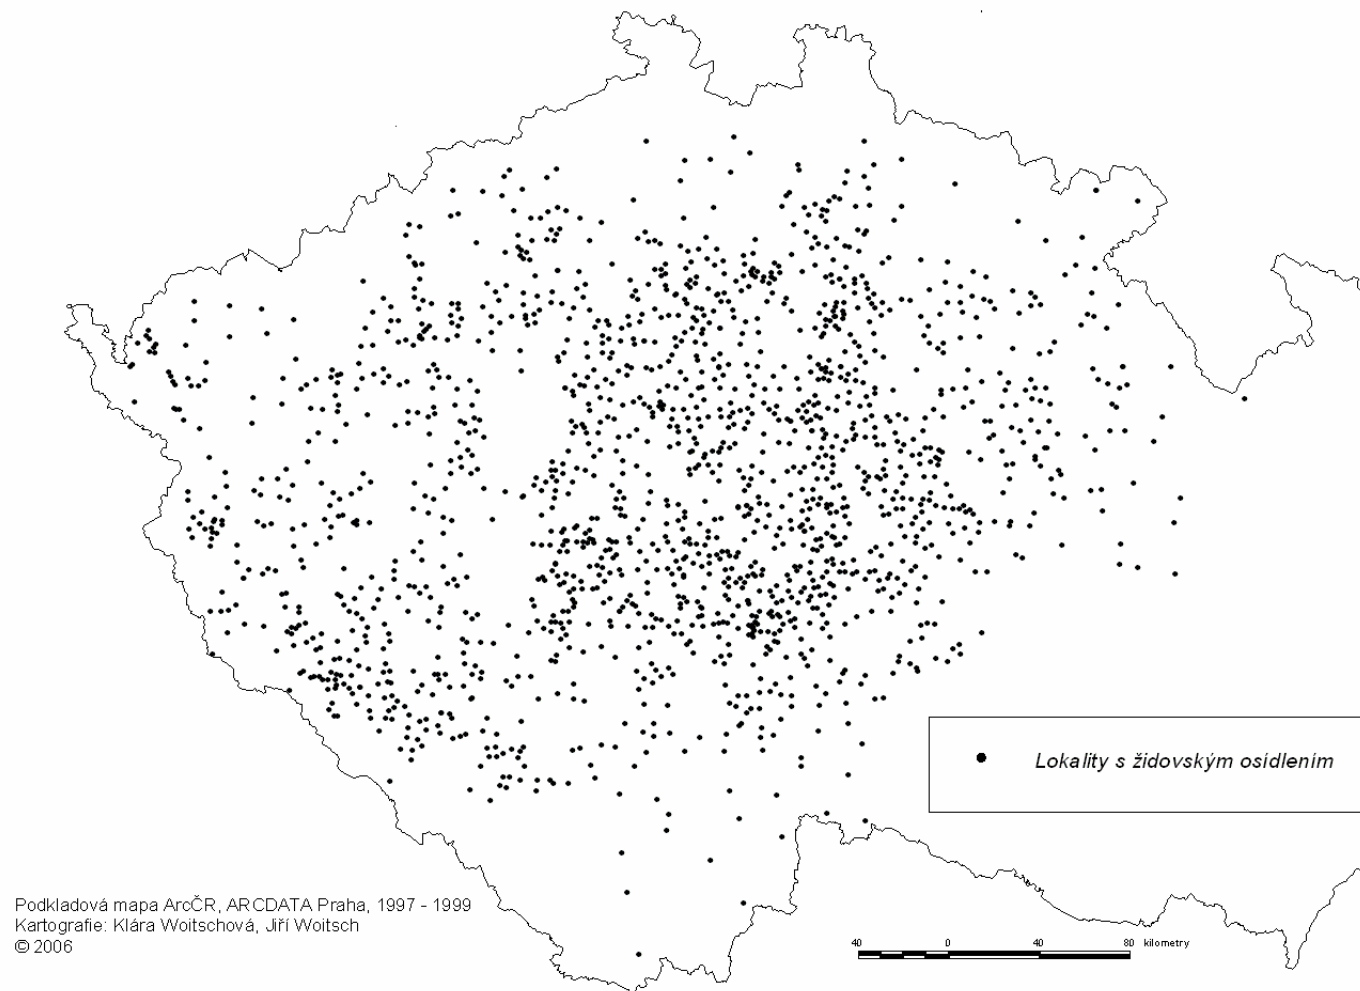 Lokality s židovským osídlením
Podkladová mapa ArcČR, ARCDATA Praha, 1997 - 1999
Kartografie: Klára Woitschová, Jiří Woitsch
© 2006
40 0 40 80 kilometry